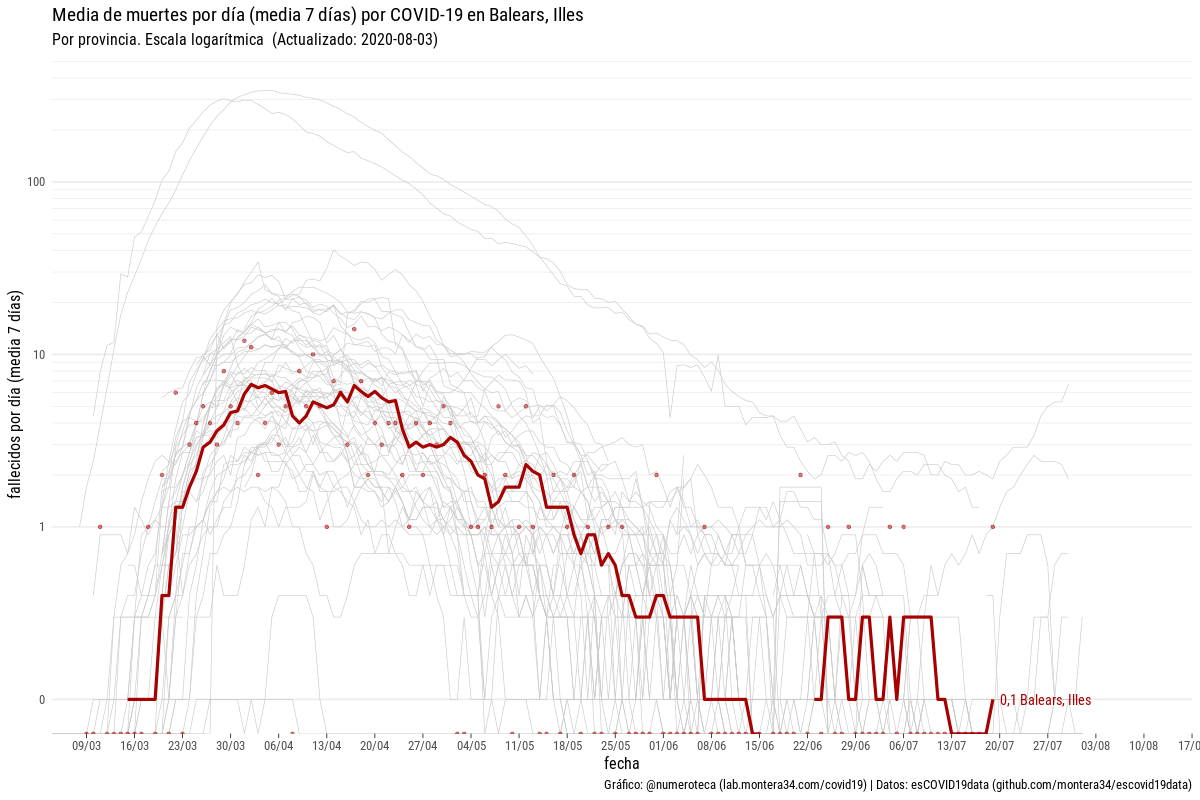 Media de muertes por día (media 7 días) por COVID-19 en Balears, Illes
Por provincia. Escala logarítmica (Actualizado: 2020-08-03)
fallecidos por día (media 7 días)
100
10
1
0
0,1 Balears, Illes
09/03 16/03 23/03 30/03 06/04 13/04 20/04 27/04 04/05 11/05 18/05 25/05 01/06 08/06 15/06 22/06 29/06 06/07 13/07 20/07 27/07 03/08 10/08 17/0
fecha
Gráfico: @numeroteca (lab.montera34.com/covid19) | Datos: esCOVID19data (github.com/montera34/escovid19data)